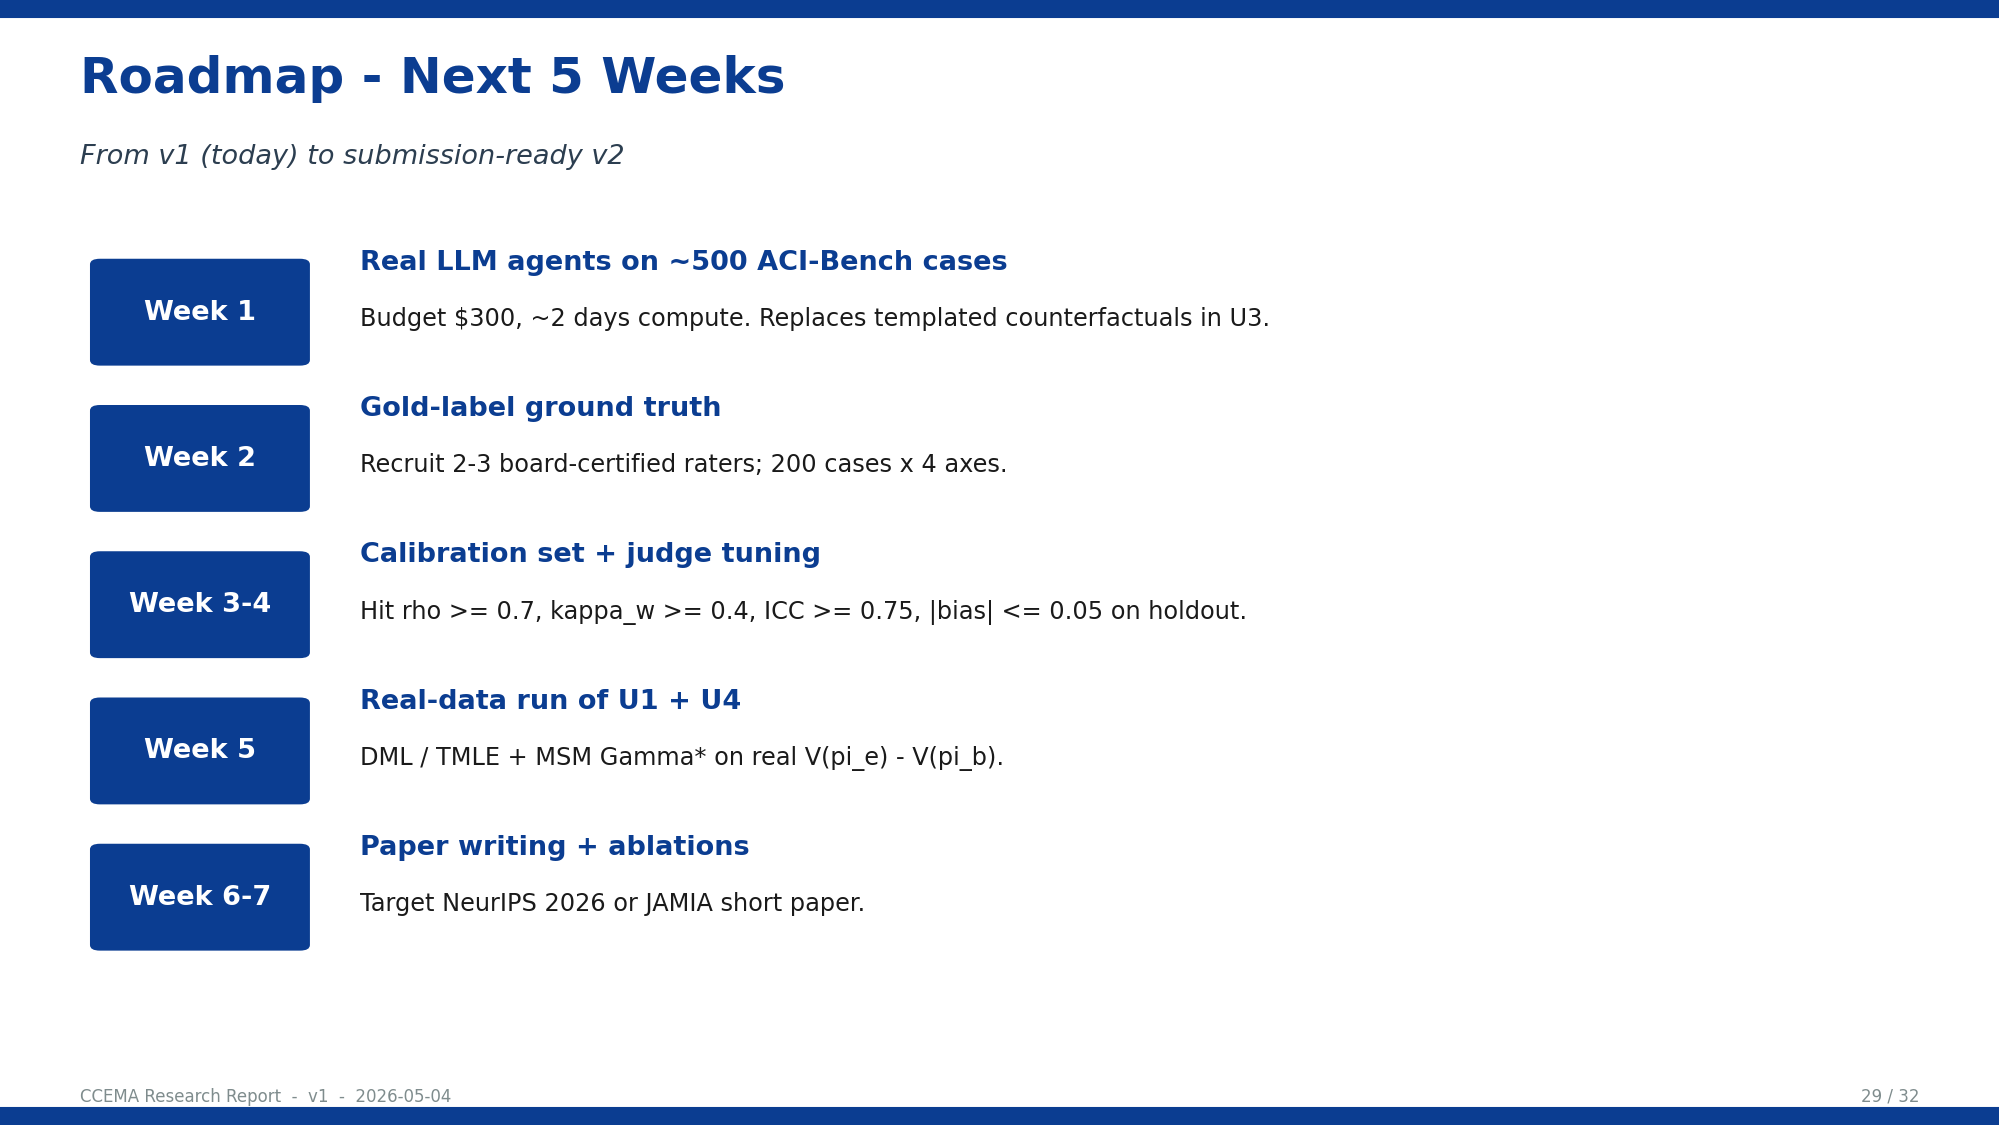 Roadmap - Next 5 Weeks
From v1 (today) to submission-ready v2
Week 1
Real LLM agents on ~500 ACI-Bench cases
Budget $300, ~2 days compute. Replaces templated counterfactuals in U3.
Week 2
Gold-label ground truth
Recruit 2-3 board-certified raters; 200 cases x 4 axes.
Week 3-4
Calibration set + judge tuning
Hit rho >= 0.7, kappa_w >= 0.4, ICC >= 0.75, |bias| <= 0.05 on holdout.
Week 5
Real-data run of U1 + U4
DML / TMLE + MSM Gamma* on real V(pi_e) - V(pi_b).
Week 6-7
Paper writing + ablations
Target NeurIPS 2026 or JAMIA short paper.
CCEMA Research Report - v1 - 2026-05-04
29 / 32